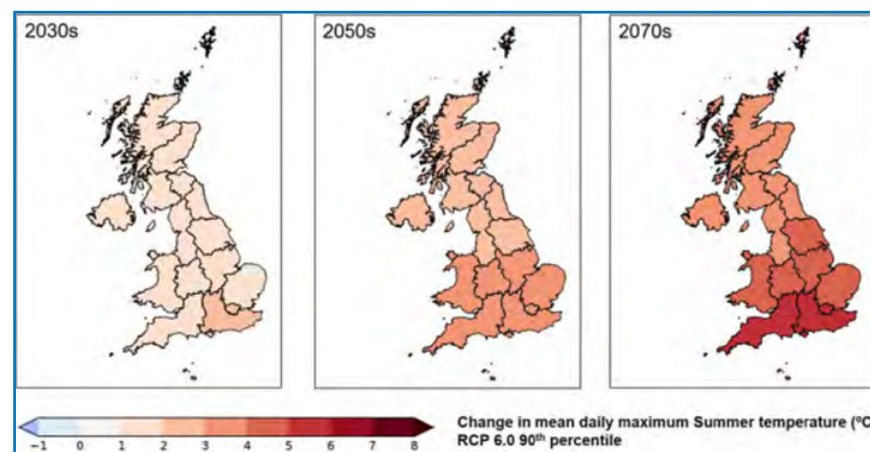 2030s
2050s
2070s
−1 0 1 2 3 4 5 6 7 8
Change in mean daily maximum Summer temperature (ºC
RCP 6.0 90th percentile